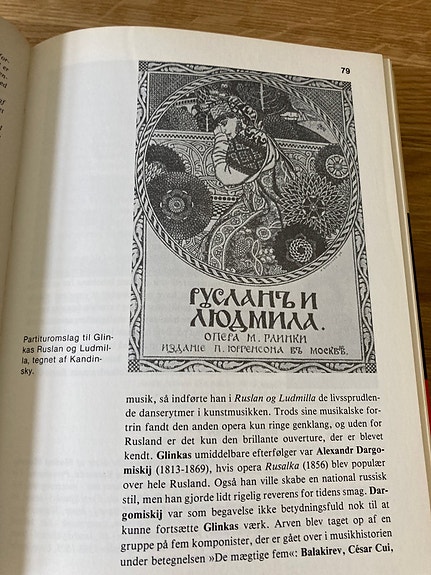 79
РУСЛАНЪ И
ЛЮДМИЛА.
ОПЕРА М. ГЛИНКИ
ИЗДАНІЕ П. ЮРГЕНСОНА ВЪ МОСКВѢ,
Partituromslag til Glin-
kas Ruslan og Ludmil-
la, tegnet af Kandin-
sky.
musik, så indførte han i Ruslan og Ludmilla de livssprudlen-
de danserytmer i kunstmusikken. Trods sine musikalske for-
trin fandt den anden opera kun ringe genklang, og uden for
Rusland er det kun den brillante ouverture, der er blevet
kendt. Glinkas umiddelbare efterfølger var Alexandr Dargo-
miskij (1813-1869), hvis opera Rusalka (1856) blev populær
over hele Rusland. Også han ville skabe en national russisk
stil, men han gjorde lidt rigelig reverens for tidens smag. Dar-
gomiskij var som begavelse ikke betydningsfuld nok til at
kunne fortsætte Glinkas værk. Arven blev taget op af en
gruppe på fem komponister, der er gået over i musikhistorien
under betegnelsen »De mægtige fem«: Balakirev, César Cui,